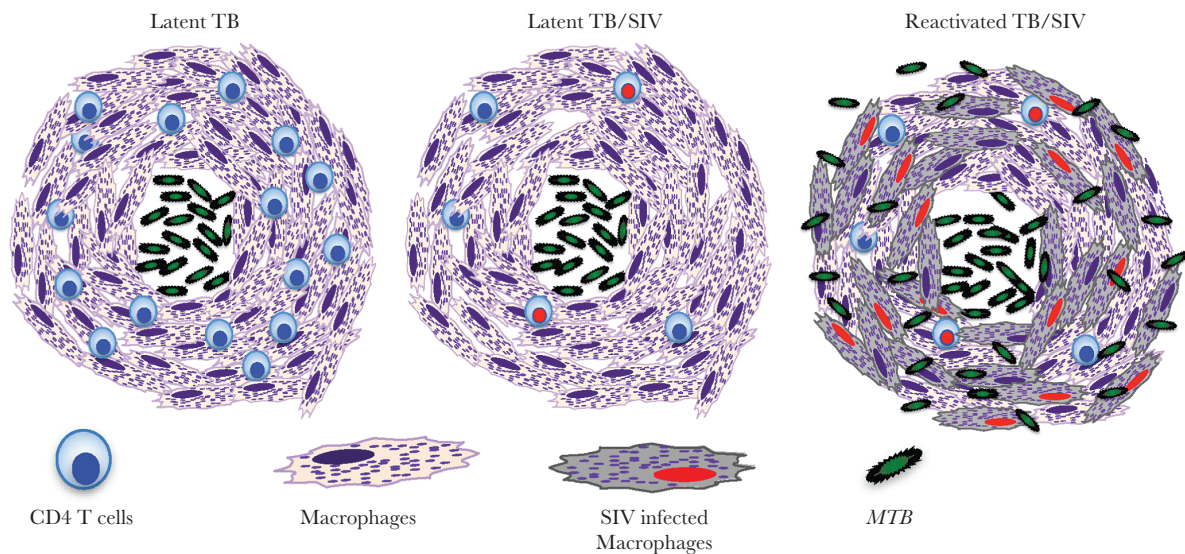 Latent TB
Latent TB/SIV
Reactivated TB/SIV
CD4 T cells
Macrophages
SIV infected
Macrophages
MTB